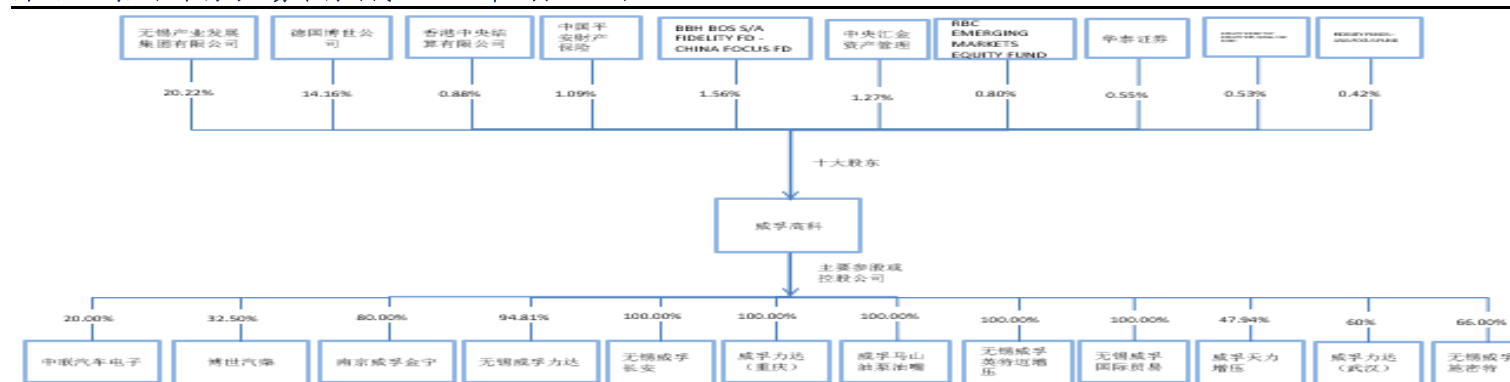 无锡产业发展
集团有限公司
德国博世公
司
香港中央结
算有限公司
中国平
安财产
保险
BBH BOS S/A
FIDELITY FD -
CHINA FOCUS FD
中央汇金
资产管理
RBC
EMERGING
MARKETS
EQUITY FUND
华泰证券
20.22%
14.16%
0.88%
1.09%
1.56%
1.27%
0.80%
0.55%
0.53%
0.42%
十大股东
威孚高科
主要参股或
控股公司
20.00%
32.50%
80.00%
94.81%
100.00%
100.00%
100.00%
100.00%
100.00%
47.94%
60%
66.00%
中联汽车电子
博世汽柴
南京威孚金宁
无锡威孚力达
无锡威孚
长安
威孚力达
（重庆）
威孚马山
油泵油嘴
无锡威孚
英特迈增
压
无锡威孚
国际贸易
威孚天力
增压
威孚力达
（武汉）
无锡威孚
施密特